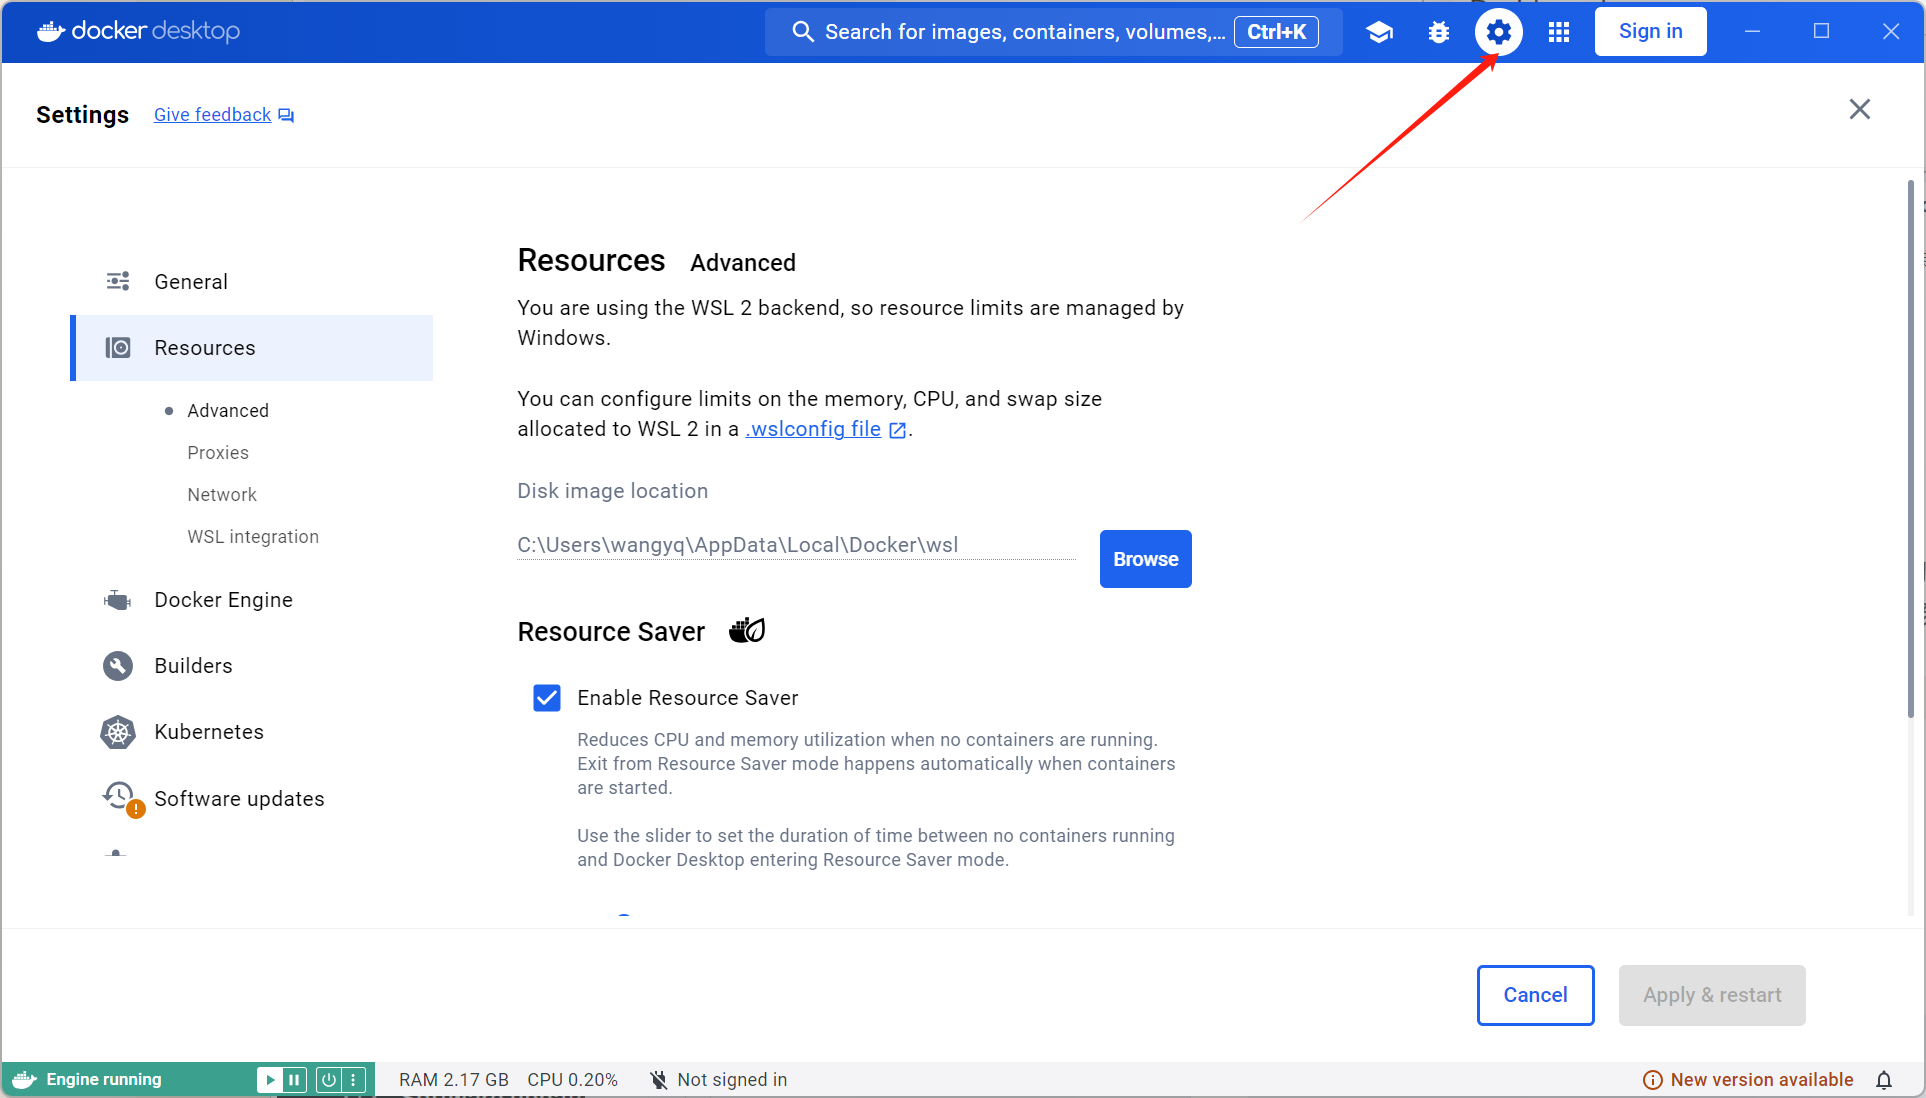 docker desktop
Search for images, containers, volumes,... Ctrl+K
Sign in
Settings
Give feedback
General
Resources
Advanced
Proxies
Network
WSL integration
Docker Engine
Builders
Kubernetes
Software updates
Resources Advanced
You are using the WSL 2 backend, so resource limits are managed by
Windows.
You can configure limits on the memory, CPU, and swap size
allocated to WSL 2 in a .wslconfig file.
Disk image location
C:\Users\wangyq\AppData\Local\Docker\wsl
Browse
Resource Saver
Enable Resource Saver
Reduces CPU and memory utilization when no containers are running.
Exit from Resource Saver mode happens automatically when containers
are started.
Use the slider to set the duration of time between no containers running
and Docker Desktop entering Resource Saver mode.
Cancel
Apply & restart
Engine running
RAM 2.17 GB CPU 0.20%
Not signed in
New version available